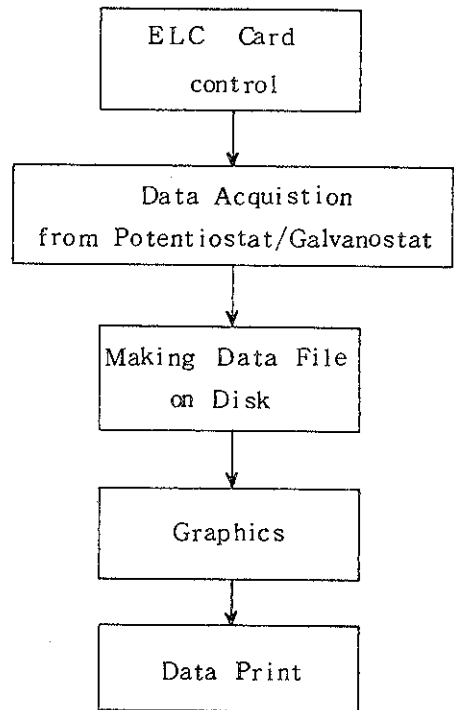 ELC Card
control
Data Acquistion
from Potentiostat/Galvanostat
Making Data File
on Disk
Graphics
Data Print